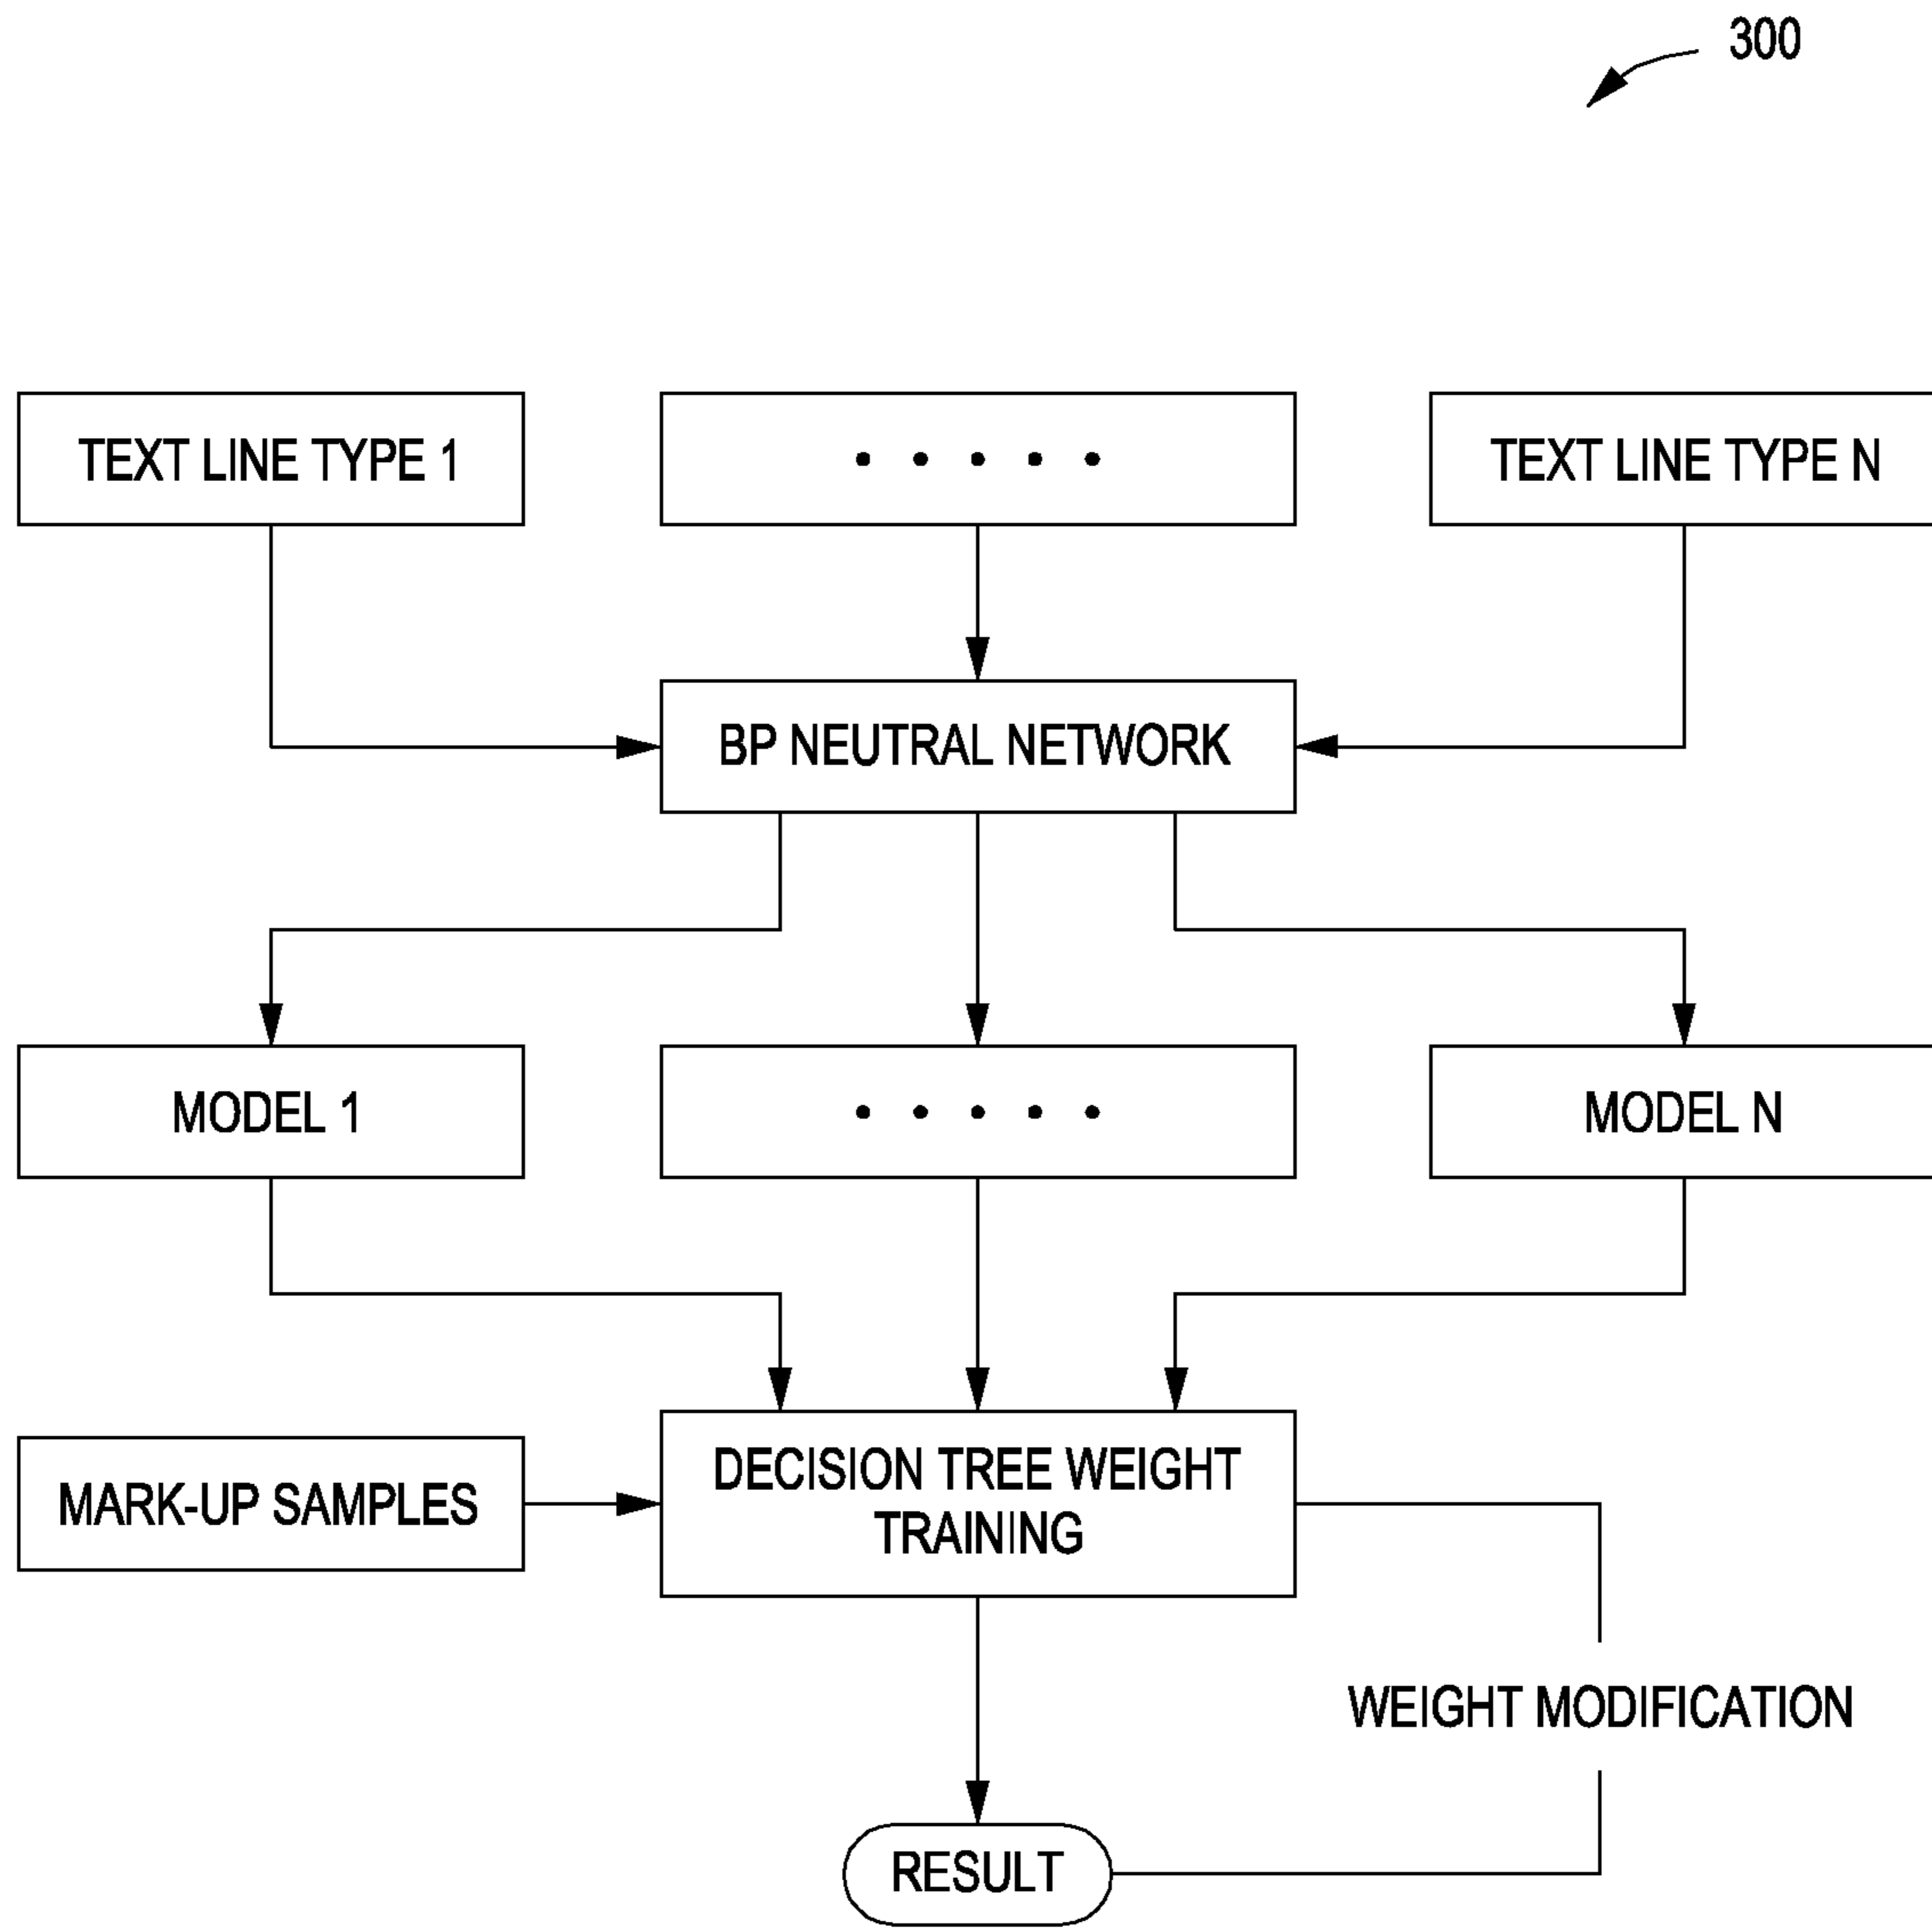 300
TEXT LINE TYPE 1
• • • • •
TEXT LINE TYPE N
BP NEUTRAL NETWORK
MODEL 1
• • • • •
MODEL N
MARK-UP SAMPLES
DECISION TREE WEIGHT
TRAINING
WEIGHT MODIFICATION
RESULT